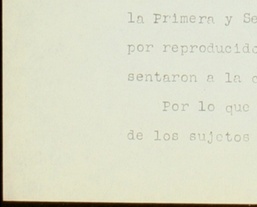 la Primera y Se
por reproducido
sentaron a la c
Por lo que
de los sujetos